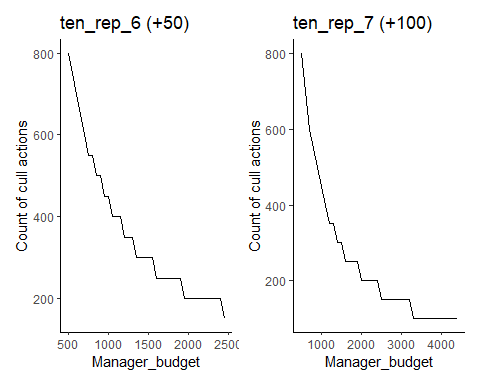 ten_rep_6 (+50)
Count of cull actions
800
600
400
200
500
1000
1500
2000
2500
Manager_budget
ten_rep_7 (+100)
Count of cull actions
800
600
400
200
1000
2000
3000
4000
Manager_budget